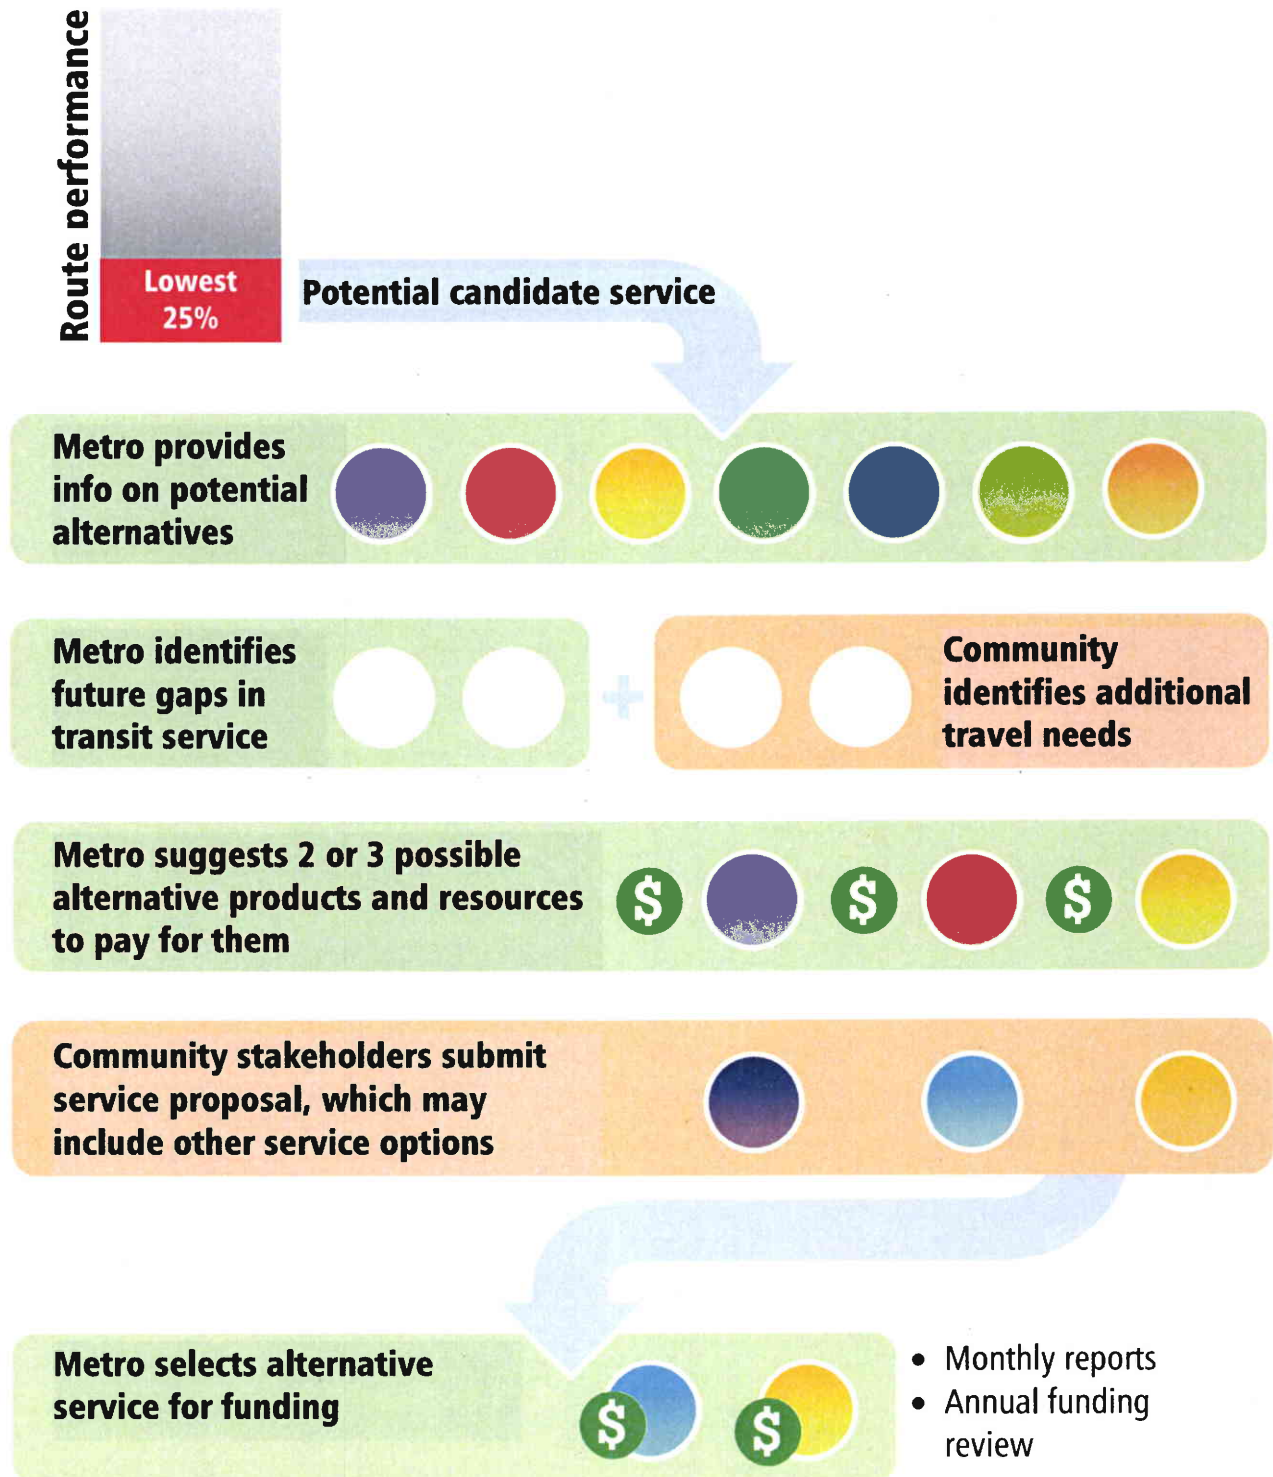 Route performance
Lowest
25%
Potential candidate service
Metro provides
info on potential
alternatives
Metro identifies
future gaps in
transit service
+
Community
identifies additional
travel needs
Metro suggests 2 or 3 possible
alternative products and resources
to pay for them
$ $ $
Community stakeholders submit
service proposal, which may
include other service options
Metro selects alternative
service for funding
$ $
• Monthly reports
• Annual funding
review